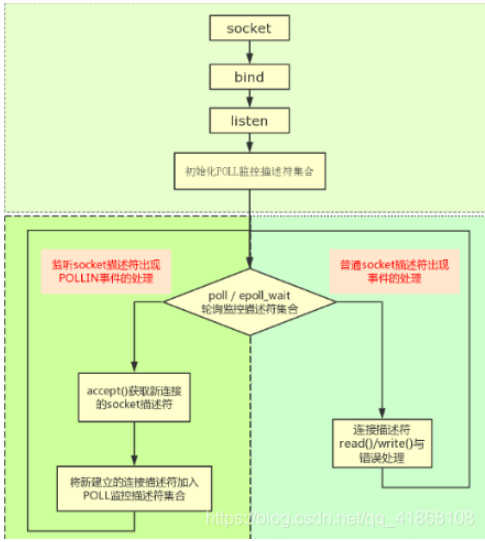 socket
bind
listen
初始化POLL监控描述符集合
监听socket描述符出现
POLLIN事件的处理
普通socket描述符出现
事件的处理
poll / epoll_wait
轮询监控描述符集合
accept()获取新连接
的socket描述符
连接描述符
read()/write()与
错误处理
将新建立的连接描述符加入
POLL监控描述符集合
https://blog.csdn.net/qq_41868108